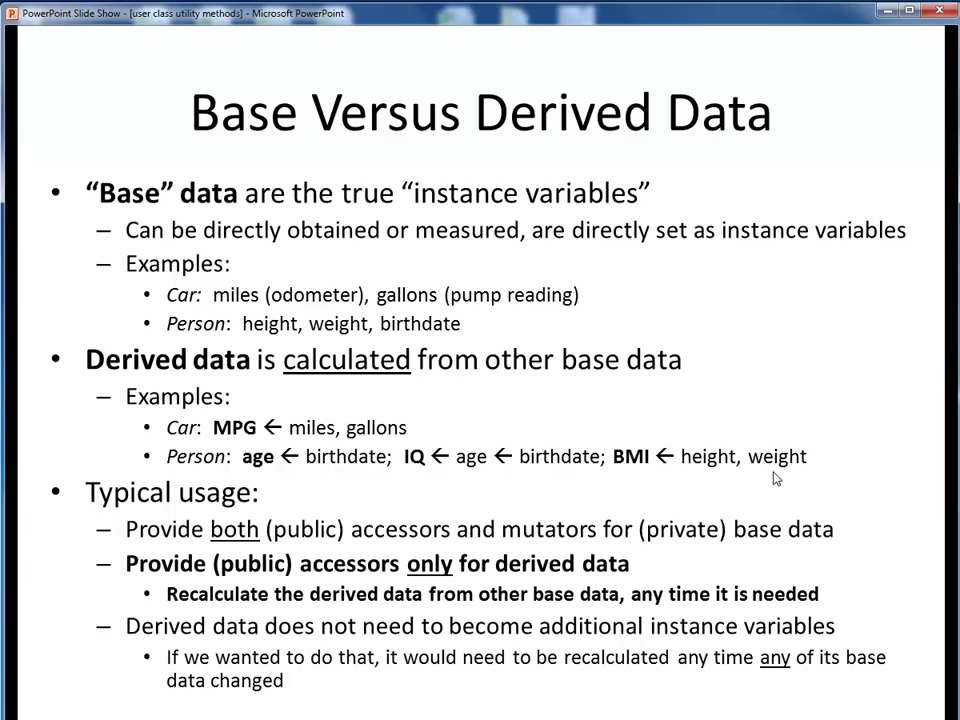 PowerPoint Slide Show - [user class utility methods] - Microsoft PowerPoint
Base Versus Derived Data
• “Base” data are the true “instance variables”
– Can be directly obtained or measured, are directly set as instance variables
– Examples:
• Car: miles (odometer), gallons (pump reading)
• Person: height, weight, birthdate
• Derived data is calculated from other base data
– Examples:
• Car: MPG ← miles, gallons
• Person: age ← birthdate; IQ ← age ← birthdate; BMI ← height, weight
• Typical usage:
– Provide both (public) accessors and mutators for (private) base data
– Provide (public) accessors only for derived data
• Recalculate the derived data from other base data, any time it is needed
– Derived data does not need to become additional instance variables
• If we wanted to do that, it would need to be recalculated any time any of its base
data changed